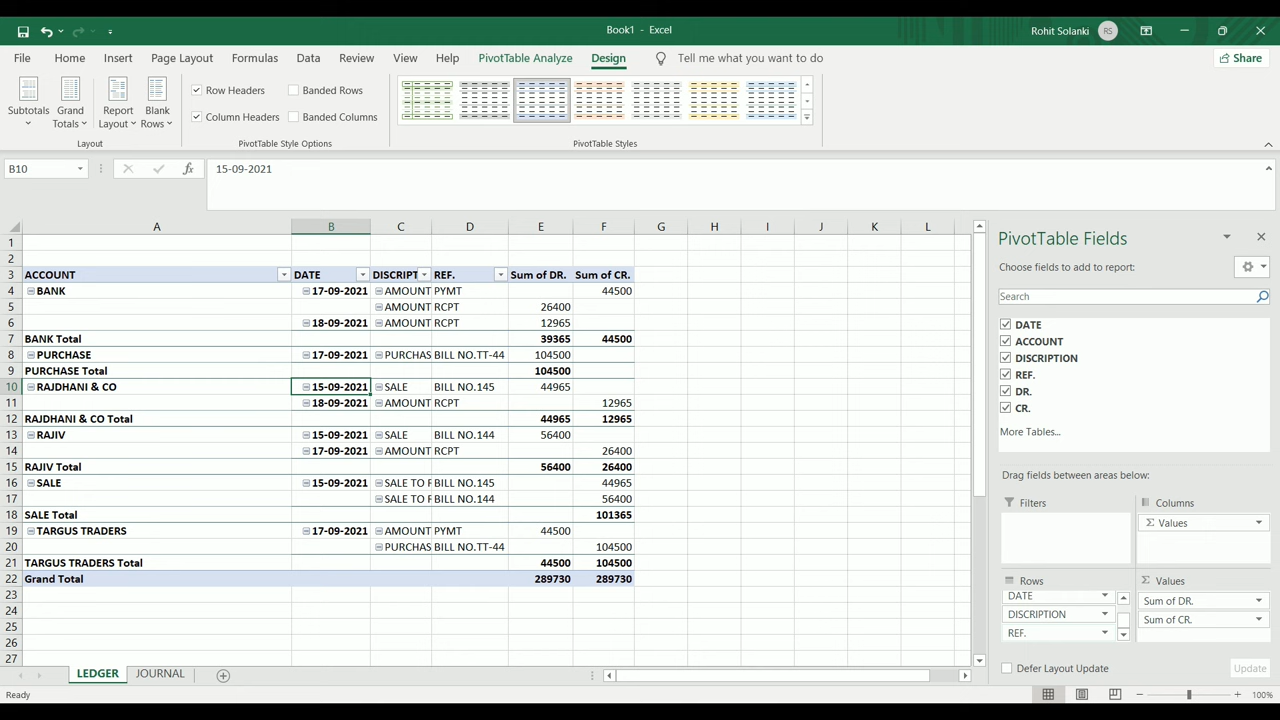 Book1 - Excel
Rohit Solanki RS
File Home Insert Page Layout Formulas Data Review View Help PivotTable Analyze Design Tell me what you want to do Share
Subtotals
Grand Totals
Report Layout
Blank Rows
Row Headers Banded Rows
Column Headers Banded Columns
Layout PivotTable Style Options PivotTable Styles
B10 fx 15-09-2021
A B C D E F G H I J K L
1
2
3 ACCOUNT DATE DISCRIPT REF. Sum of DR. Sum of CR.
4 BANK 17-09-2021 AMOUNT PYMT 44500
5 AMOUNT RCPT 26400
6 18-09-2021 AMOUNT RCPT 12965
7 BANK Total 39365 44500
8 PURCHASE 17-09-2021 PURCHAS BILL NO.TT-44 104500
9 PURCHASE Total 104500
10 RAJDHANI & CO 15-09-2021 SALE BILL NO.145 44965
11 18-09-2021 AMOUNT RCPT 12965
12 RAJDHANI & CO Total 44965 12965
13 RAJIV 15-09-2021 SALE BILL NO.144 56400
14 17-09-2021 AMOUNT RCPT 26400
15 RAJIV Total 56400 26400
16 SALE 15-09-2021 SALE TO F BILL NO.145 44965
17 SALE TO F BILL NO.144 56400
18 SALE Total 101365
19 TARGUS TRADERS 17-09-2021 AMOUNT PYMT 44500
20 PURCHAS BILL NO.TT-44 104500
21 TARGUS TRADERS Total 44500 104500
22 Grand Total 289730 289730
23
24
25
26
27
PivotTable Fields
Choose fields to add to report:
Search
DATE
ACCOUNT
DISCRIPTION
REF.
DR.
CR.
More Tables...
Drag fields between areas below:
Filters Columns
Σ Values
Rows Σ Values
DATE Sum of DR.
DISCRIPTION Sum of CR.
REF.
Defer Layout Update Update
LEDGER JOURNAL
Ready 100%